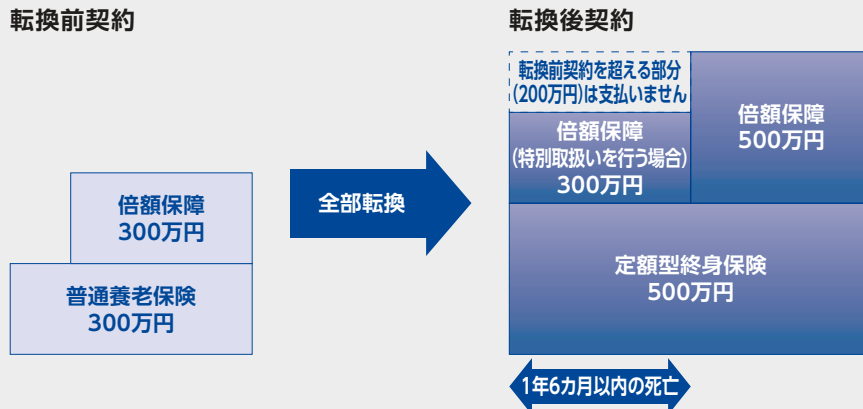 転換前契約
倍額保障
300万円
普通養老保険
300万円
全部転換
転換後契約
転換前契約を超える部分
(200万円)は支払いません
倍額保障
(特別取扱いを行う場合)
300万円
倍額保障
500万円
定額型終身保険
500万円
1年6カ月以内の死亡